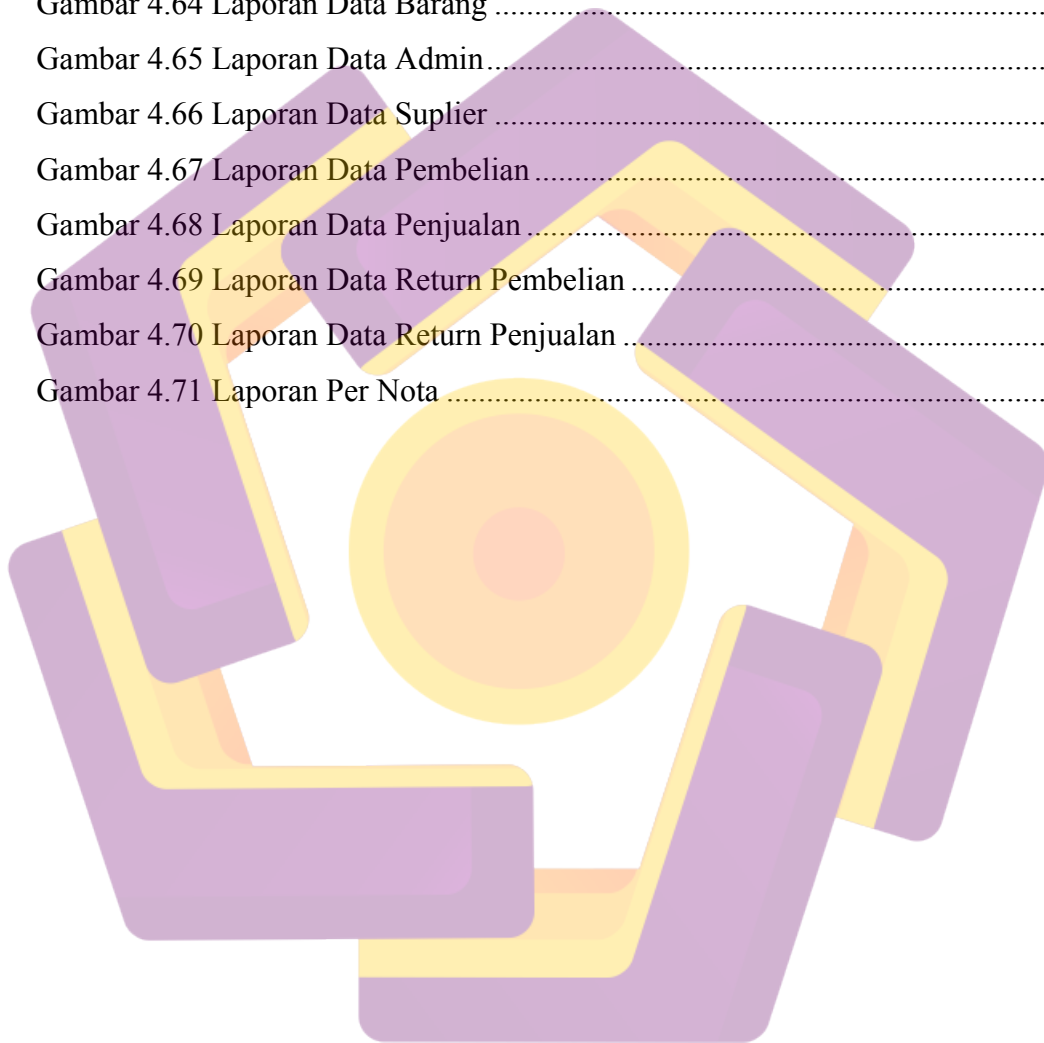 Gambar 4.64 Laporan Data Barang ......................................................................
Gambar 4.65 Laporan Data Admin.......................................................................
Gambar 4.66 Laporan Data Suplier ......................................................................
Gambar 4.67 Laporan Data Pembelian .................................................................
Gambar 4.68 Laporan Data Penjualan ..................................................................
Gambar 4.69 Laporan Data Return Pembelian .....................................................
Gambar 4.70 Laporan Data Return Penjualan ......................................................
Gambar 4.71 Laporan Per Nota ............................................................................